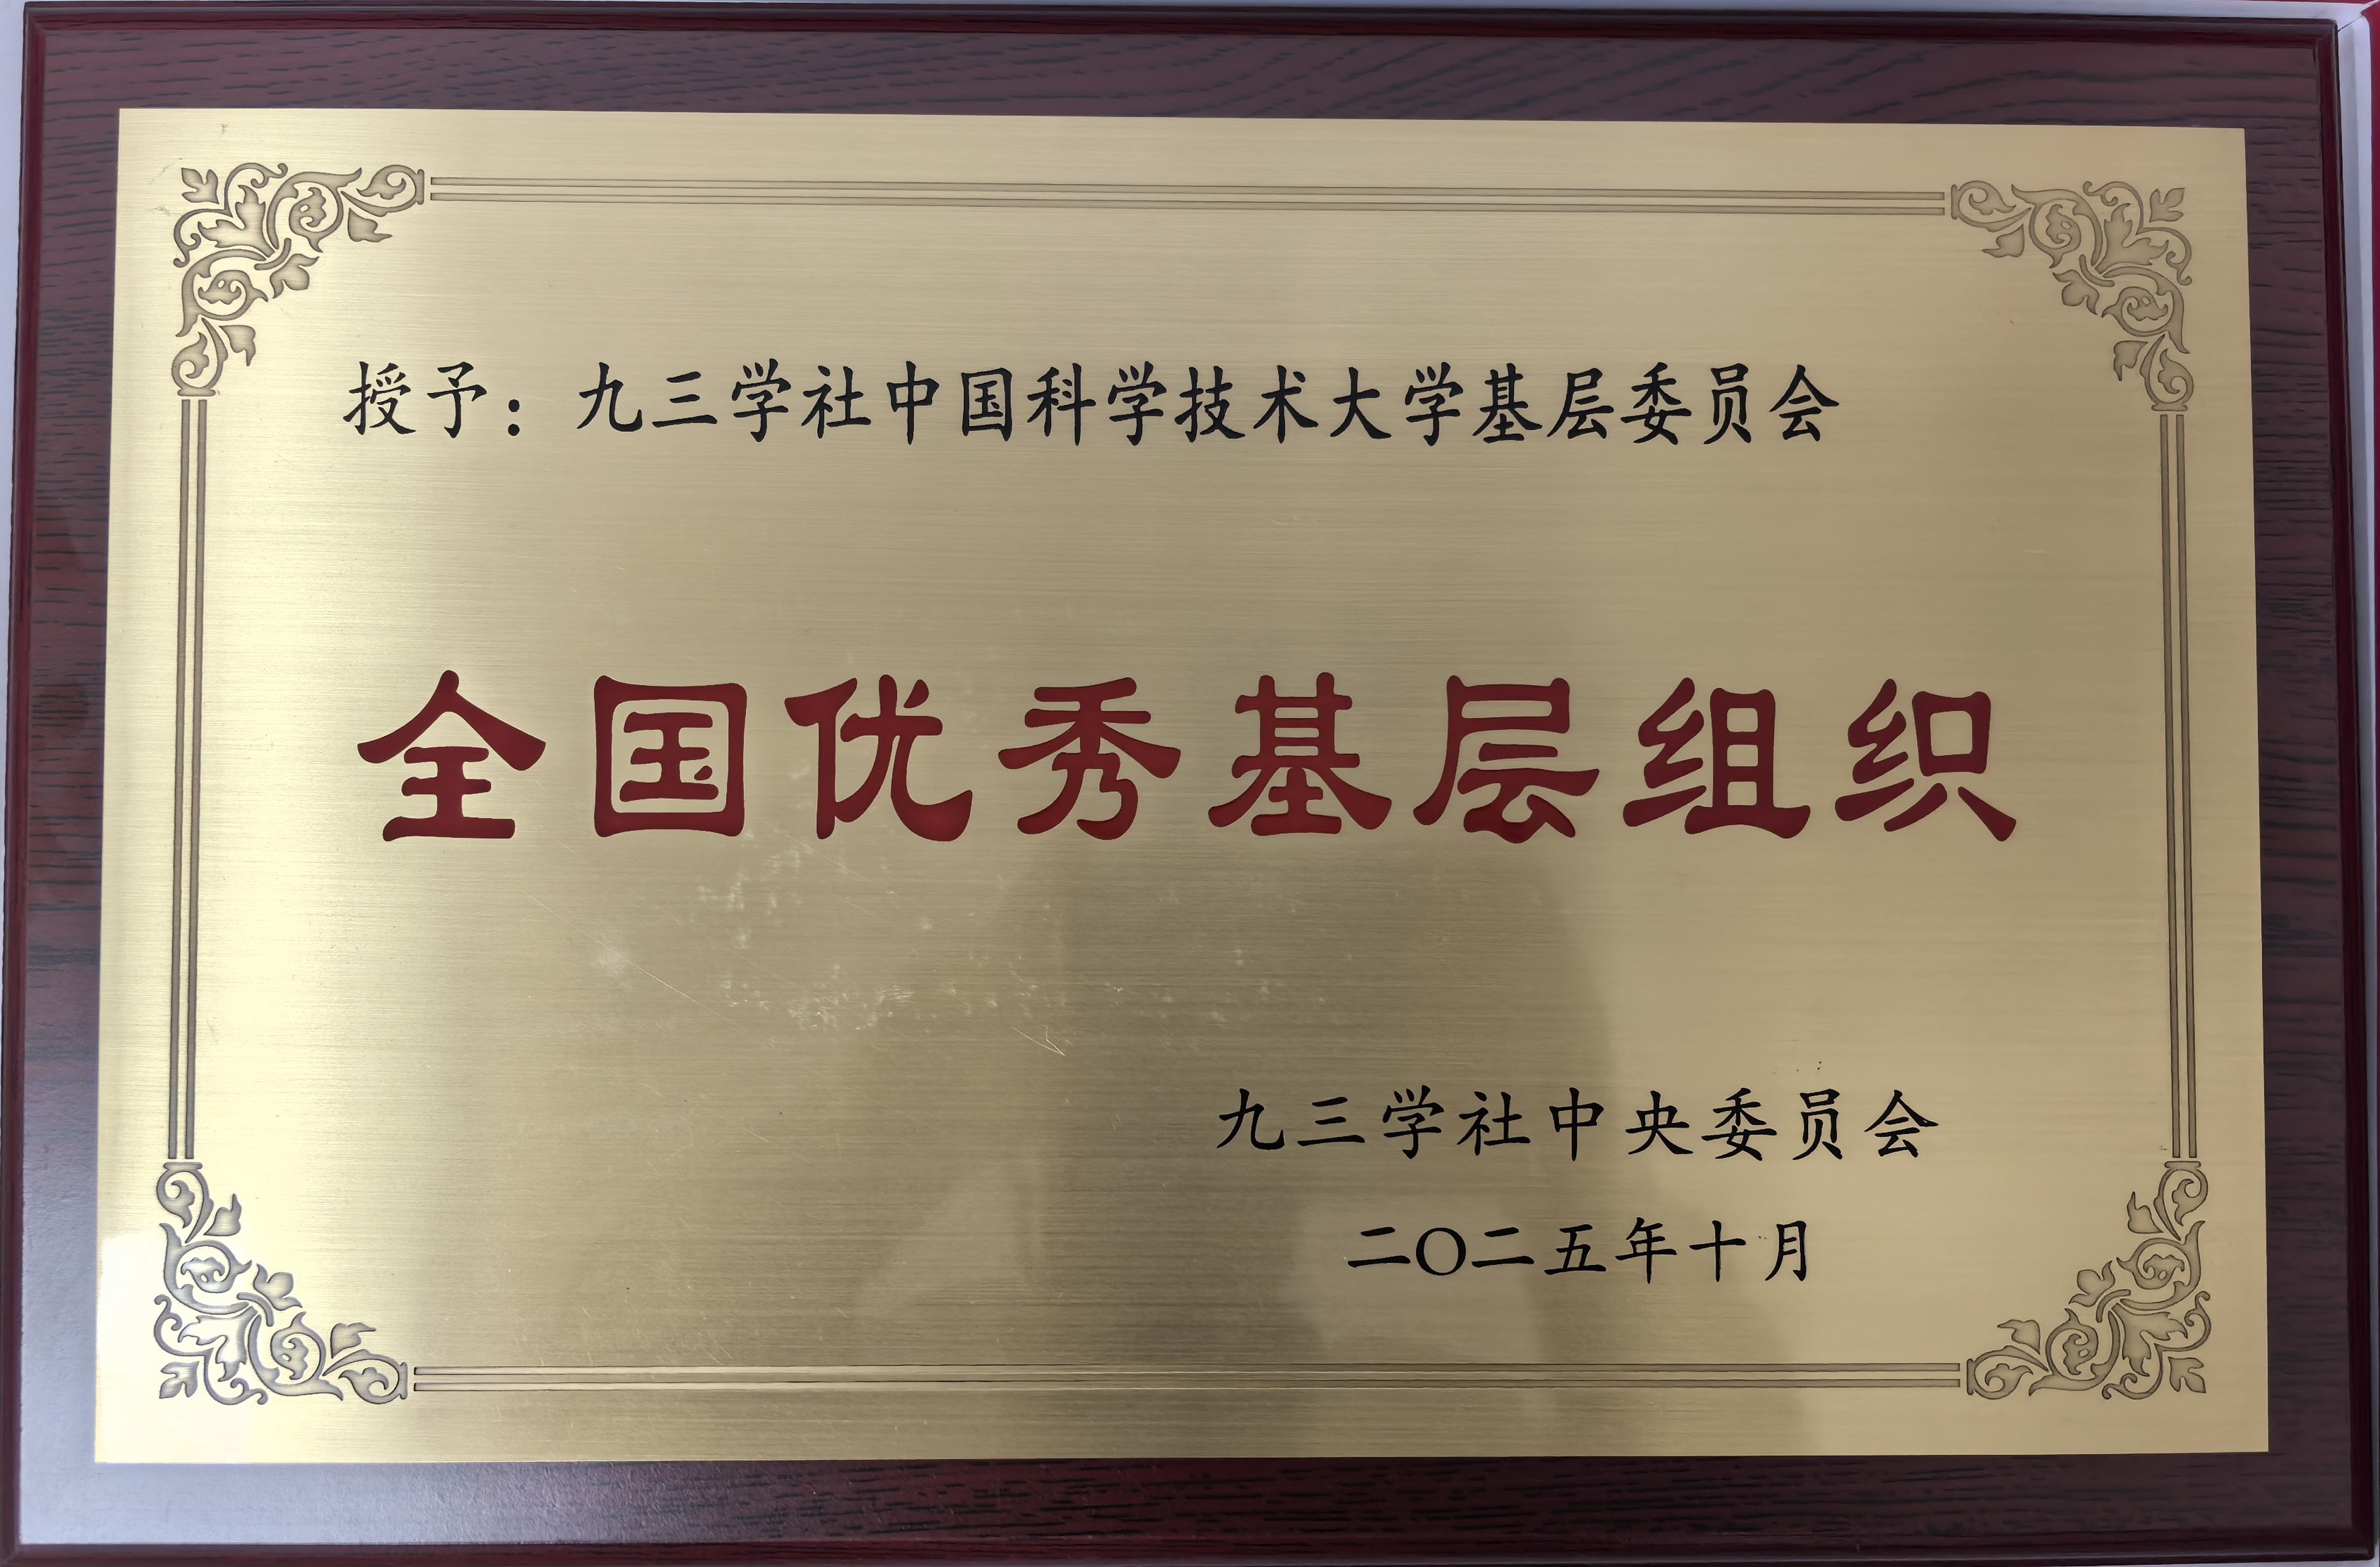 授予：九三学社中国科学技术大学基层委员会
全国优秀基层组织
九三学社中央委员会
二〇二五年十月